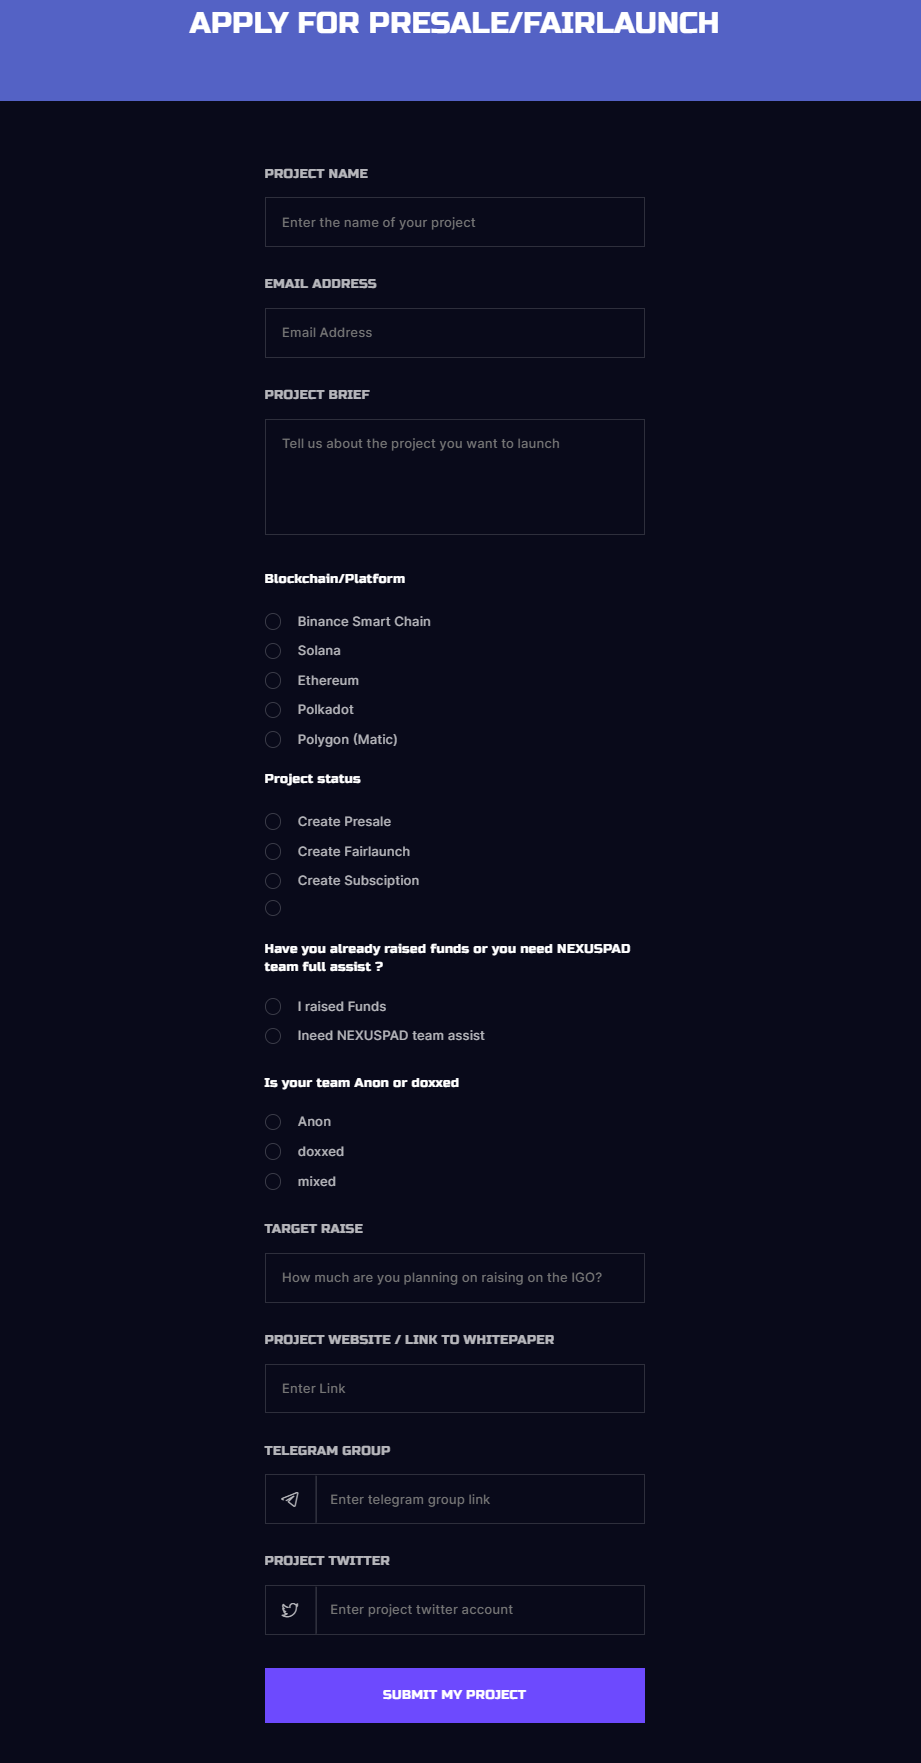 APPLY FOR PRESALE/FAIRLAUNCH
PROJECT NAME
Enter the name of your project
EMAIL ADDRESS
Email Address
PROJECT BRIEF
Tell us about the project you want to launch
Blockchain/Platform
Binance Smart Chain
Solana
Ethereum
Polkadot
Polygon (Matic)
Project status
Create Presale
Create Fairlaunch
Create Subsciption
Have you already raised funds or you need NEXUSPAD
team full assist ?
I raised Funds
Ineed NEXUSPAD team assist
Is your team Anon or doxxed
Anon
doxxed
mixed
TARGET RAISE
How much are you planning on raising on the IGO?
PROJECT WEBSITE / LINK TO WHITEPAPER
Enter Link
TELEGRAM GROUP
Enter telegram group link
PROJECT TWITTER
Enter project twitter account
SUBMIT MY PROJECT